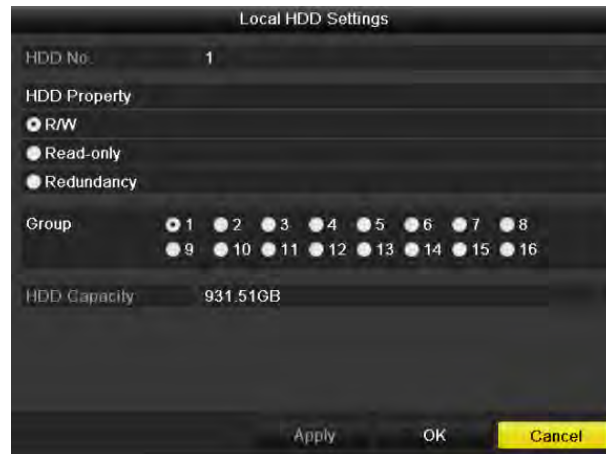 Local HDD Settings
HDD No. 1
HDD Property
R/W
Read-only
Redundancy
Group 1 2 3 4 5 6 7 8
9 10 11 12 13 14 15 16
HDD Capacity 931.51GB
Apply OK Cancel